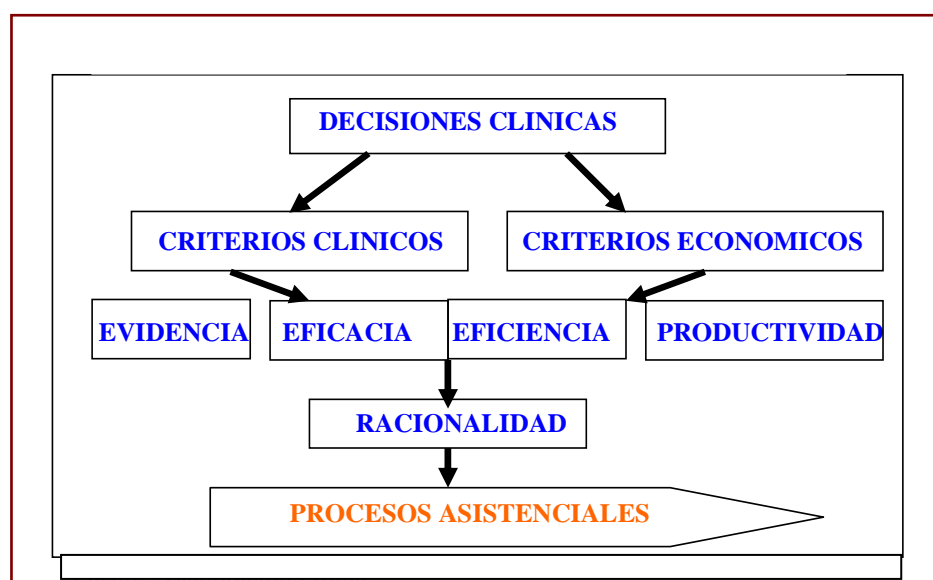 DECISIONES CLINICAS
CRITERIOS CLINICOS
CRITERIOS ECONOMICOS
EVIDENCIA
EFICACIA
EFICIENCIA
PRODUCTIVIDAD
RACIONALIDAD
PROCESOS ASISTENCIALES